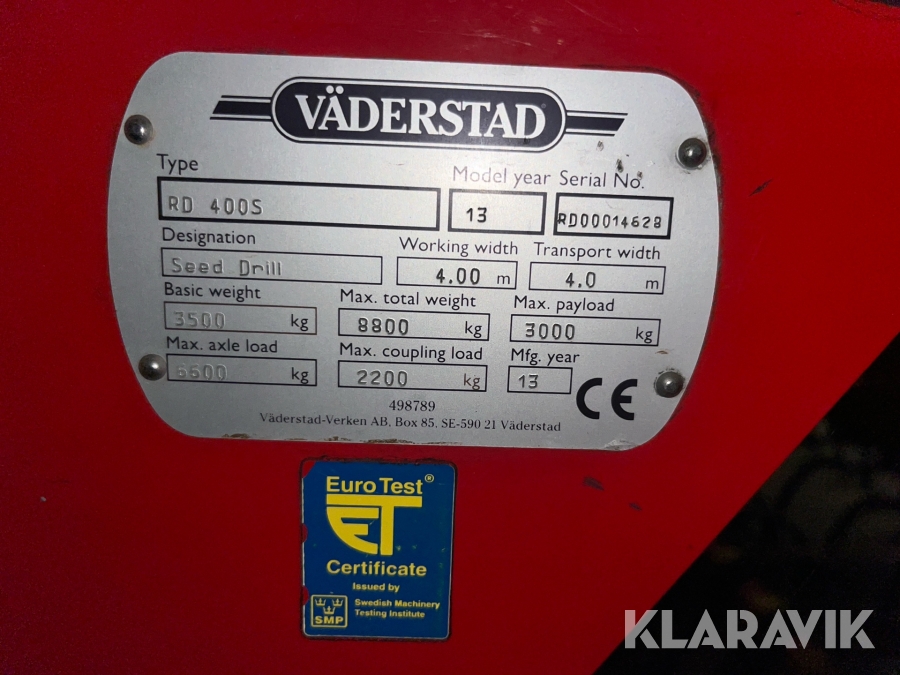 VÄDERSTAD
Type
Model year Serial No.
RD 400S
13
RD00014628
Designation
Working width
Transport width
Seed Drill
4.00 m
4.0 m
Basic weight
Max. total weight
Max. payload
3500 kg
8800 kg
3000 kg
Max. axle load
Max. coupling load
Mfg. year
6600 kg
2200 kg
13
CE
498789
Väderstad-Verken AB, Box 85, SE-590 21 Väderstad
Euro Test®
ET
Certificate
Issued by
SMP
Swedish Machinery
Testing Institute
KLARAVIK